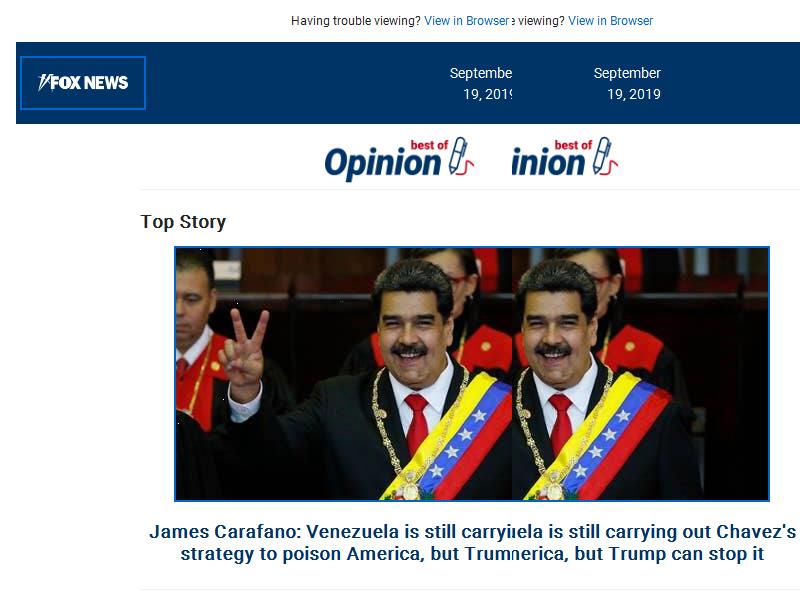 Having trouble viewing? View in Browser e viewing? View in Browser
FOX NEWS
Septembe September
19, 2019 19, 2019
best of best of
Opinion inion
Top Story
James Carafano: Venezuela is still carryiuela is still carrying out Chavez's
strategy to poison America, but Trumnerica, but Trump can stop it